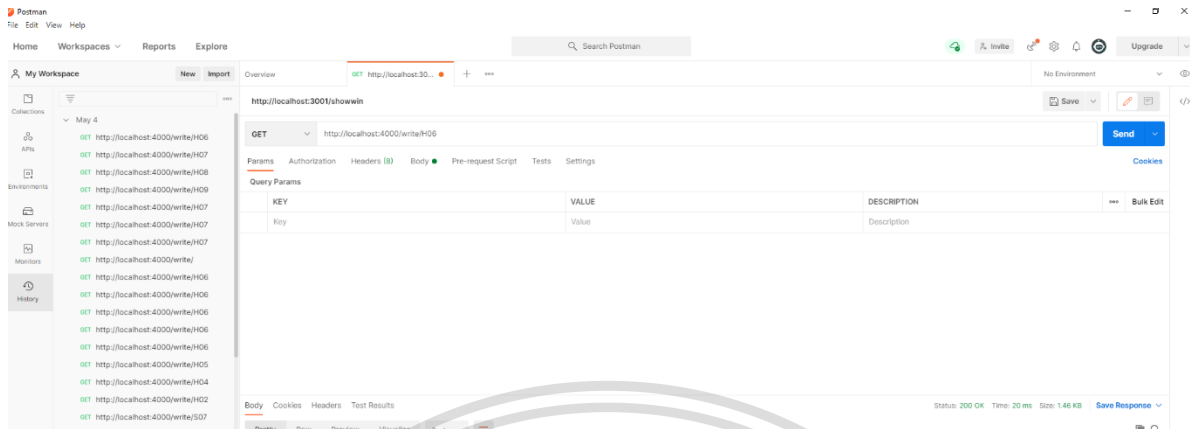 Postman
File Edit View Help
Home Workspaces Reports Explore
Search Postman
Invite
Upgrade
My Workspace
New Import
Overview
GET http://localhost:30...
No Environment
Collections
APIs
Environments
Mock Servers
Monitors
History
May 4
GET http://localhost:4000/write/H06
GET http://localhost:4000/write/H07
GET http://localhost:4000/write/H08
GET http://localhost:4000/write/H09
GET http://localhost:4000/write/H07
GET http://localhost:4000/write/H07
GET http://localhost:4000/write/H07
GET http://localhost:4000/write/
GET http://localhost:4000/write/H06
GET http://localhost:4000/write/H06
GET http://localhost:4000/write/H06
GET http://localhost:4000/write/H06
GET http://localhost:4000/write/H06
GET http://localhost:4000/write/H05
GET http://localhost:4000/write/H04
GET http://localhost:4000/write/H02
GET http://localhost:4000/write/S07
http://localhost:3001/showwin
Save
GET http://localhost:4000/write/H06
Send
Params Authorization Headers (8) Body Pre-request Script Tests Settings
Cookies
Query Params
KEY VALUE DESCRIPTION
Bulk Edit
Key Value Description
Body Cookies Headers Test Results
Status: 200 OK Time: 20 ms Size: 1.46 KB Save Response
Pretty Raw Preview Visualize